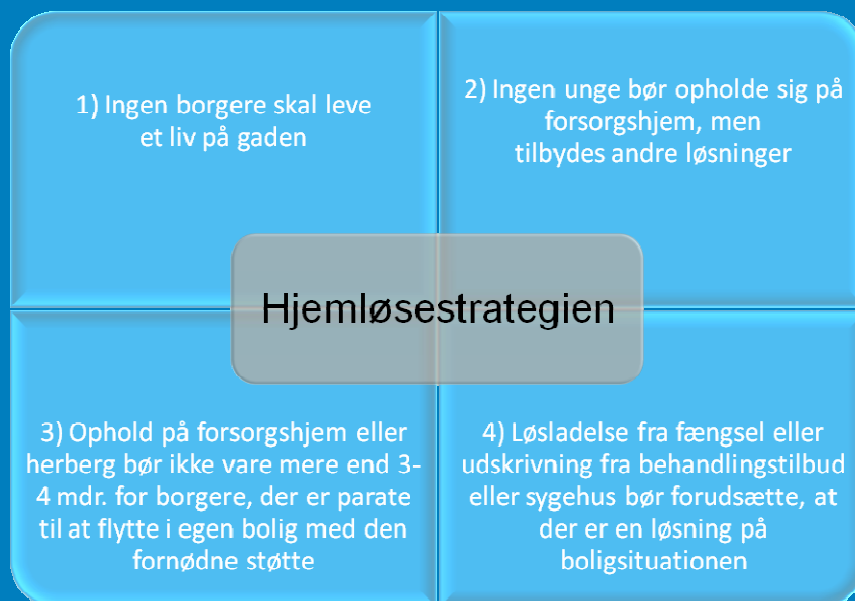 1) Ingen borgere skal leve
et liv på gaden
2) Ingen unge bør opholde sig på
forsorgshjem, men
tilbydes andre løsninger
Hjemløsestrategien
3) Ophold på forsorgshjem eller
herberg bør ikke vare mere end 3-
4 mdr. for borgere, der er parate
til at flytte i egen bolig med den
fornødne støtte
4) Løsladelse fra fængsel eller
udskrivning fra behandlingstilbud
eller sygehus bør forudsætte, at
der er en løsning på
boligsituationen